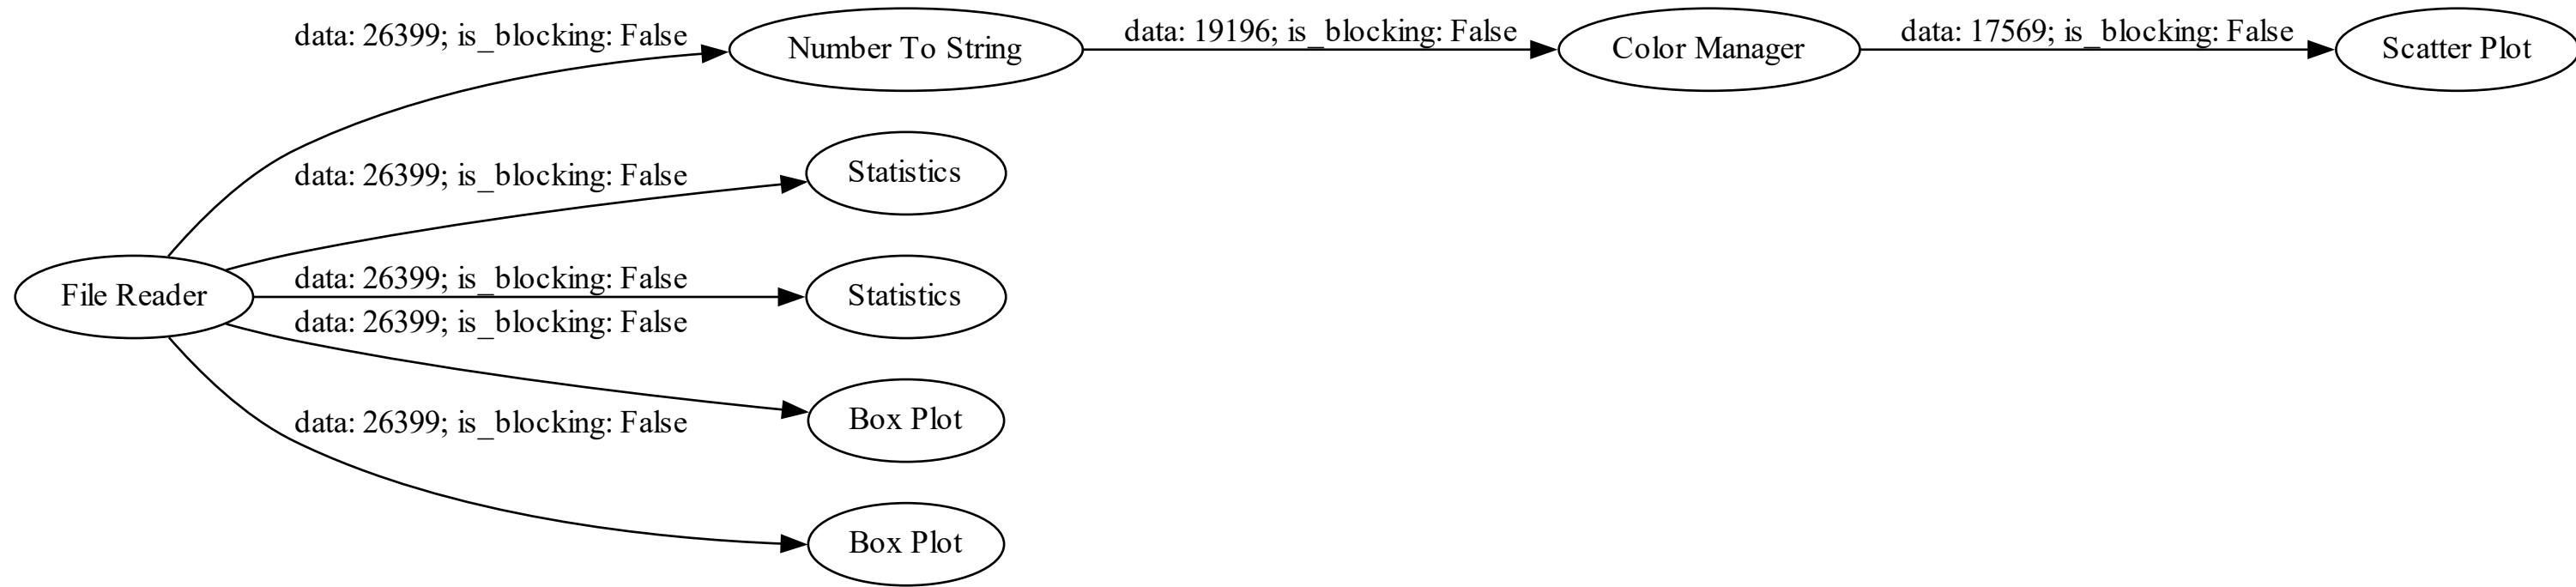 data: 26399; is_blocking: False
Number To String
data: 19196; is_blocking: False
Color Manager
data: 17569; is_blocking: False
Scatter Plot
data: 26399; is_blocking: False
Statistics
File Reader
data: 26399; is_blocking: False
Statistics
data: 26399; is_blocking: False
Box Plot
data: 26399; is_blocking: False
Box Plot